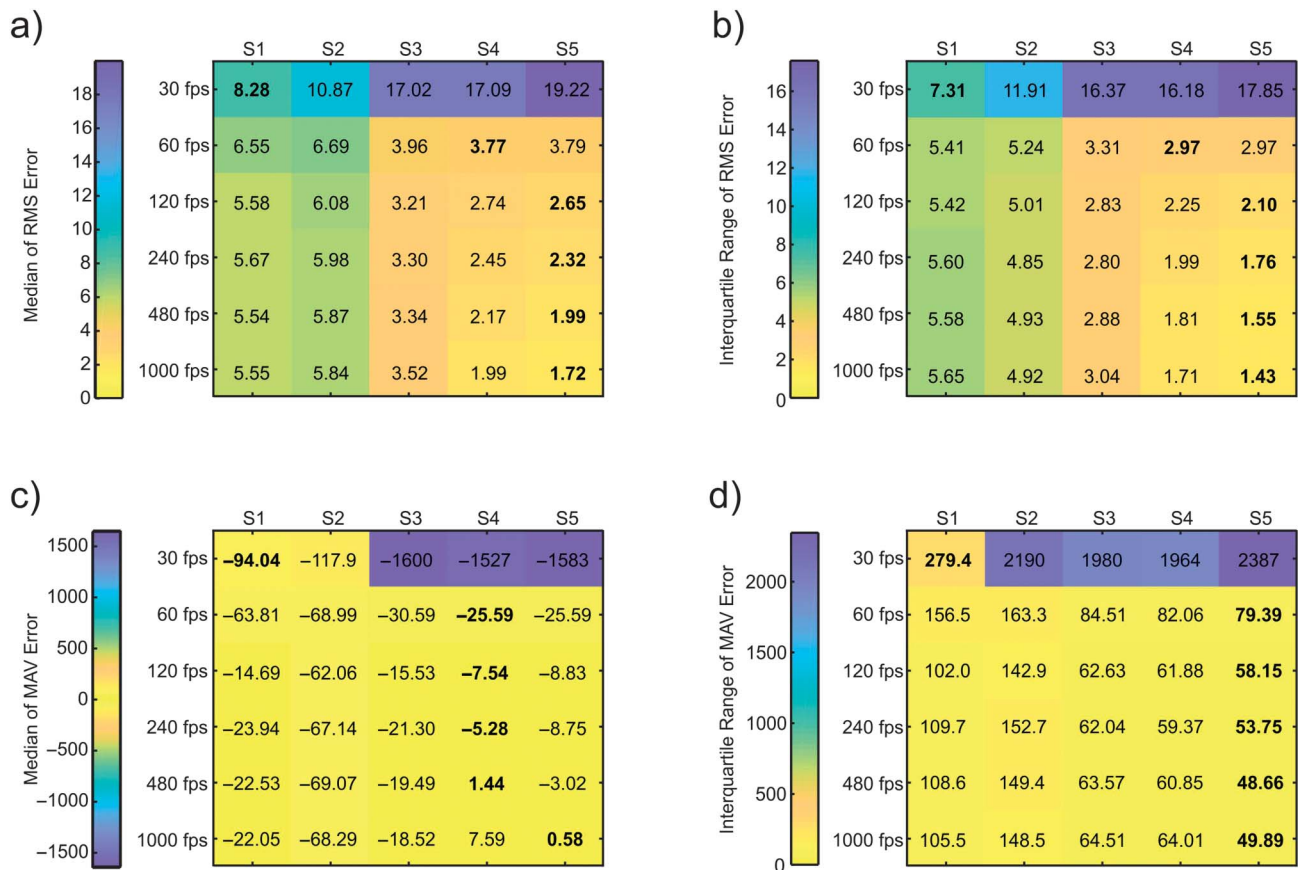 a)
S1 S2 S3 S4 S5
Median of RMS Error
18
16
14
12
10
8
6
4
2
0
30 fps 8.28 10.87 17.02 17.09 19.22
60 fps 6.55 6.69 3.96 3.77 3.79
120 fps 5.58 6.08 3.21 2.74 2.65
240 fps 5.67 5.98 3.30 2.45 2.32
480 fps 5.54 5.87 3.34 2.17 1.99
1000 fps 5.55 5.84 3.52 1.99 1.72
b)
S1 S2 S3 S4 S5
Interquartile Range of RMS Error
16
14
12
10
8
6
4
2
0
30 fps 7.31 11.91 16.37 16.18 17.85
60 fps 5.41 5.24 3.31 2.97 2.97
120 fps 5.42 5.01 2.83 2.25 2.10
240 fps 5.60 4.85 2.80 1.99 1.76
480 fps 5.58 4.93 2.88 1.81 1.55
1000 fps 5.65 4.92 3.04 1.71 1.43
c)
S1 S2 S3 S4 S5
Median of MAV Error
1500
1000
500
0
−500
−1000
−1500
30 fps −94.04 −117.9 −1600 −1527 −1583
60 fps −63.81 −68.99 −30.59 −25.59 −25.59
120 fps −14.69 −62.06 −15.53 −7.54 −8.83
240 fps −23.94 −67.14 −21.30 −5.28 −8.75
480 fps −22.53 −69.07 −19.49 1.44 −3.02
1000 fps −22.05 −68.29 −18.52 7.59 0.58
d)
S1 S2 S3 S4 S5
Interquartile Range of MAV Error
2000
1500
1000
500
0
30 fps 279.4 2190 1980 1964 2387
60 fps 156.5 163.3 84.51 82.06 79.39
120 fps 102.0 142.9 62.63 61.88 58.15
240 fps 109.7 152.7 62.04 59.37 53.75
480 fps 108.6 149.4 63.57 60.85 48.66
1000 fps 105.5 148.5 64.51 64.01 49.89